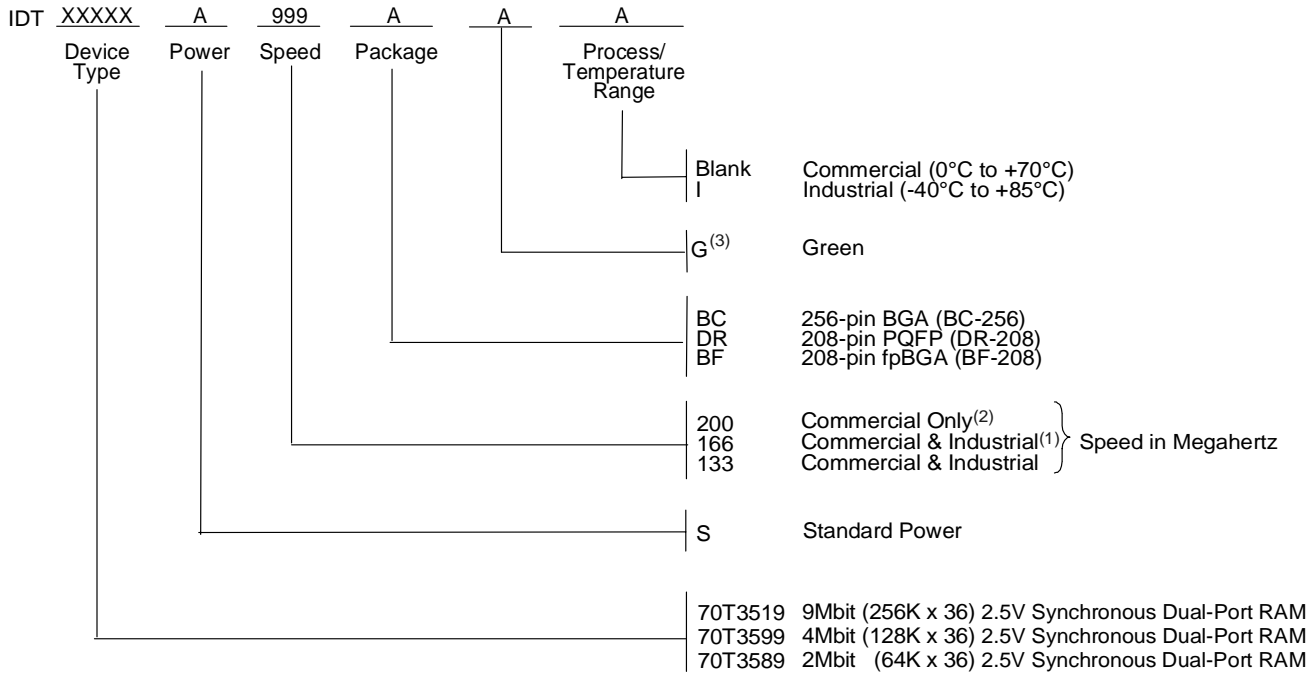 IDT XXXXX A 999 A A A
Device Type Power Speed Package Process/ Temperature Range
Blank Commercial (0°C to +70°C)
I Industrial (-40°C to +85°C)
G(3) Green
BC 256-pin BGA (BC-256)
DR 208-pin PQFP (DR-208)
BF 208-pin fpBGA (BF-208)
200 Commercial Only(2)
166 Commercial & Industrial(1) Speed in Megahertz
133 Commercial & Industrial
S Standard Power
70T3519 9Mbit (256K x 36) 2.5V Synchronous Dual-Port RAM
70T3599 4Mbit (128K x 36) 2.5V Synchronous Dual-Port RAM
70T3589 2Mbit (64K x 36) 2.5V Synchronous Dual-Port RAM